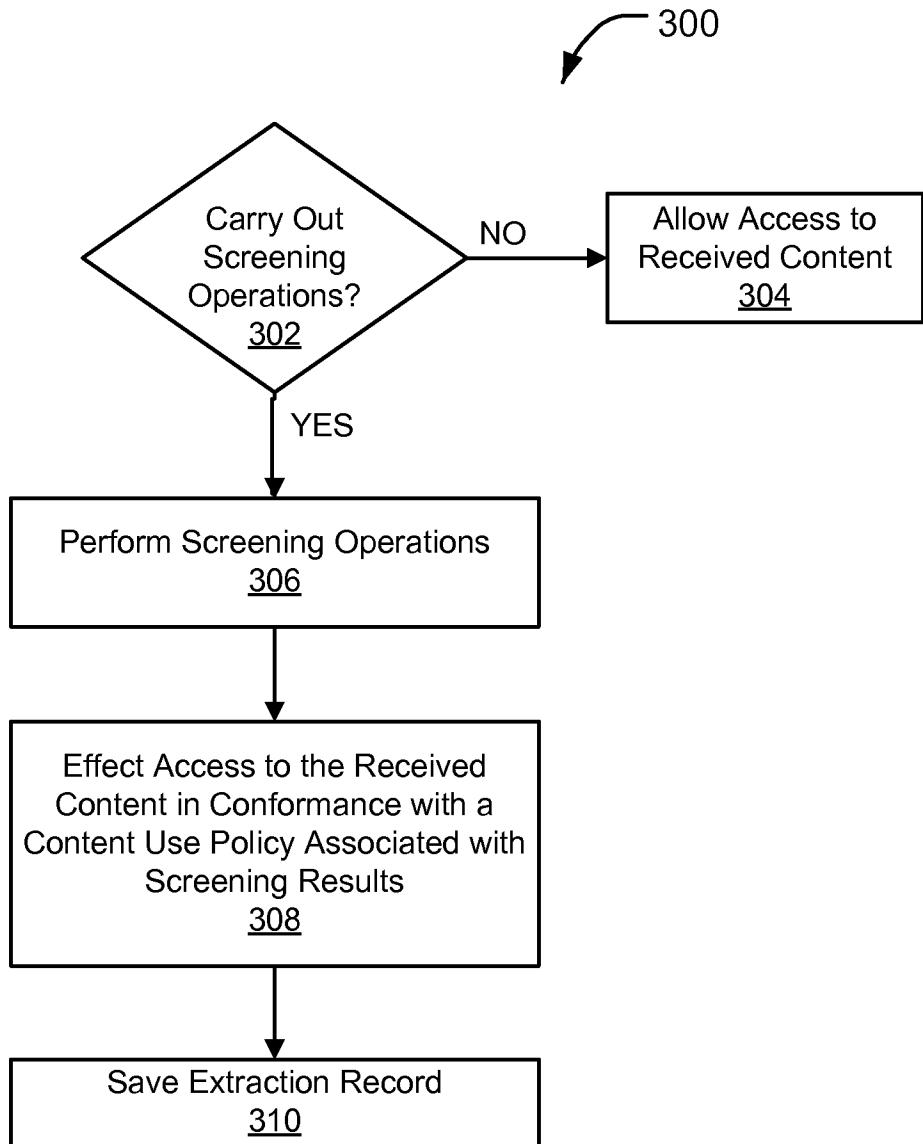 300
Carry Out
Screening
Operations?
302
NO
Allow Access to
Received Content
304
YES
Perform Screening Operations
306
Effect Access to the Received
Content in Conformance with a
Content Use Policy Associated with
Screening Results
308
Save Extraction Record
310